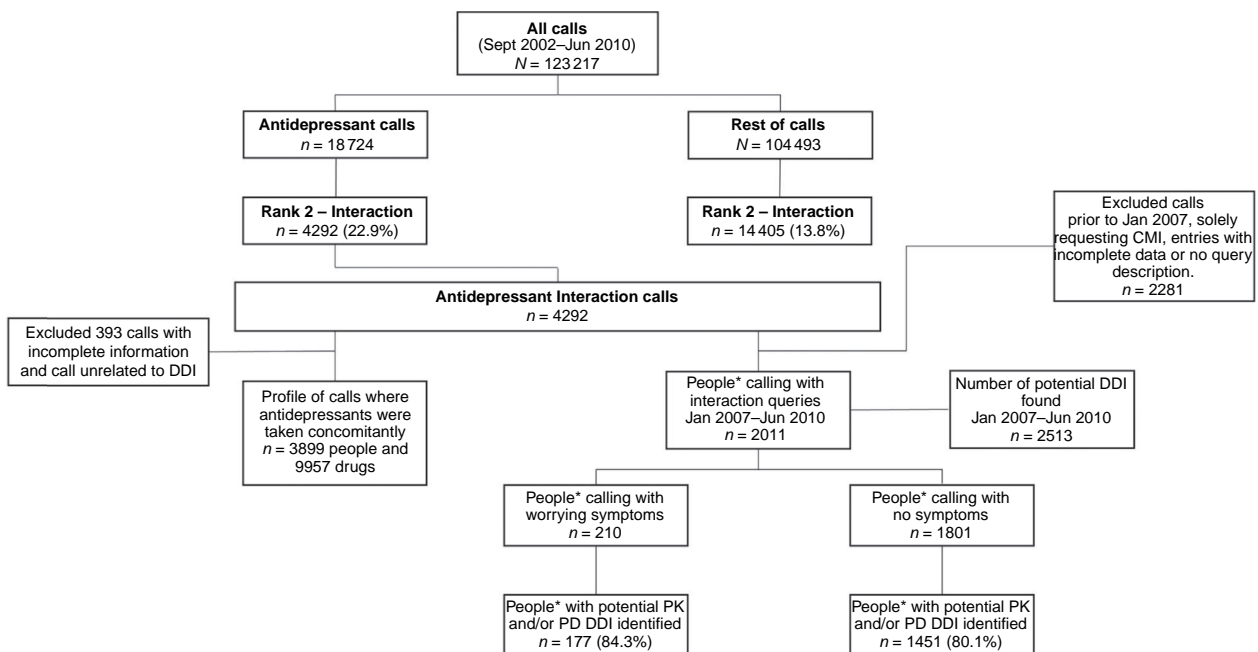 All calls
(Sept 2002–Jun 2010)
N = 123 217
Antidepressant calls
n = 18 724
Rest of calls
N = 104 493
Rank 2 – Interaction
n = 4292 (22.9%)
Rank 2 – Interaction
n = 14 405 (13.8%)
Excluded calls
prior to Jan 2007, solely
requesting CMI, entries with
incomplete data or no query
description.
n = 2281
Antidepressant Interaction calls
n = 4292
Excluded 393 calls with
incomplete information
and call unrelated to DDI
Profile of calls where
antidepressants were
taken concomitantly
n = 3899 people and
9957 drugs
People* calling with
interaction queries
Jan 2007–Jun 2010
n = 2011
Number of potential DDI
found
Jan 2007–Jun 2010
n = 2513
People* calling with
worrying symptoms
n = 210
People* calling with
no symptoms
n = 1801
People* with potential PK
and/or PD DDI identified
n = 177 (84.3%)
People* with potential PK
and/or PD DDI identified
n = 1451 (80.1%)